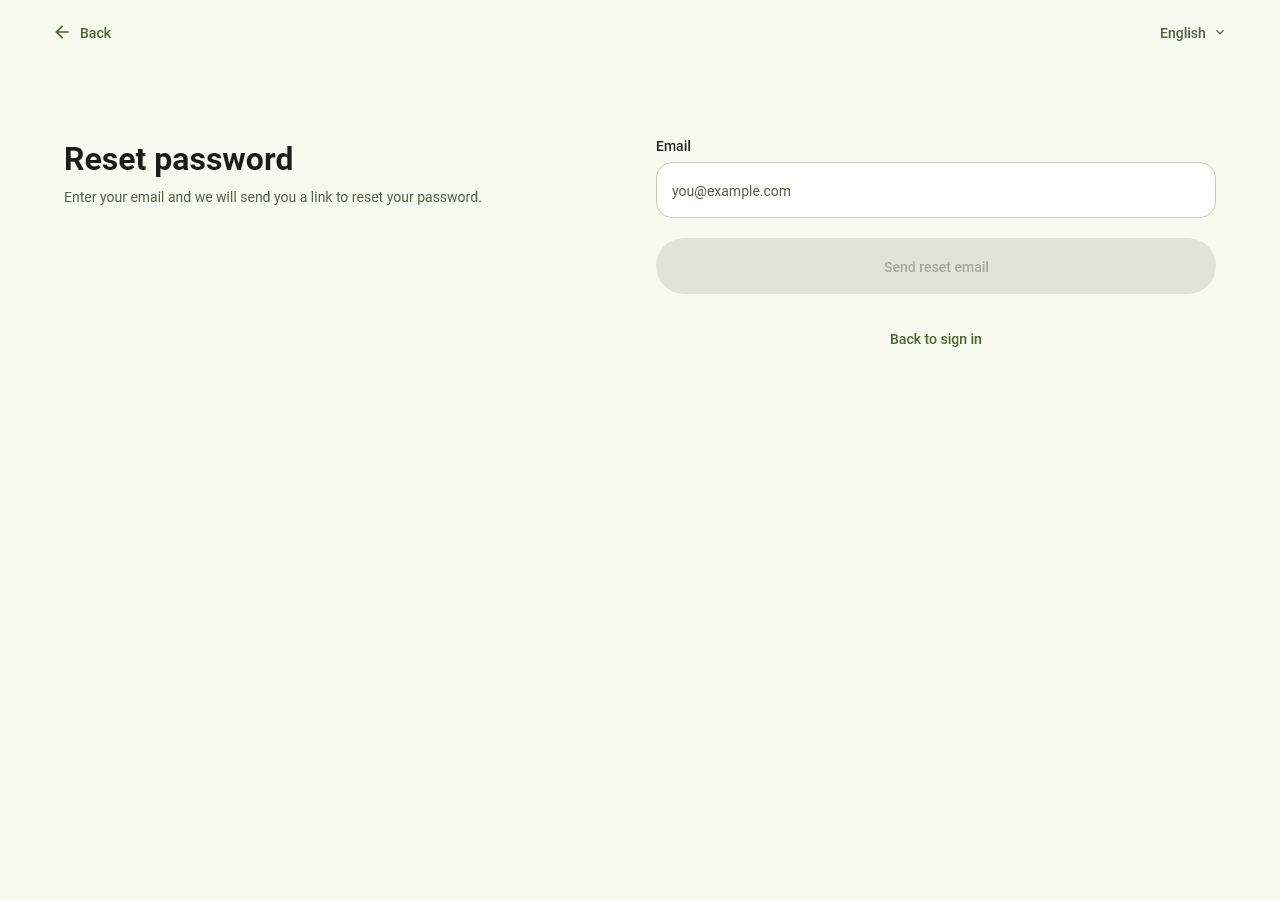 Back
English
Reset password
Enter your email and we will send you a link to reset your password.
Email
you@example.com
Send reset email
Back to sign in